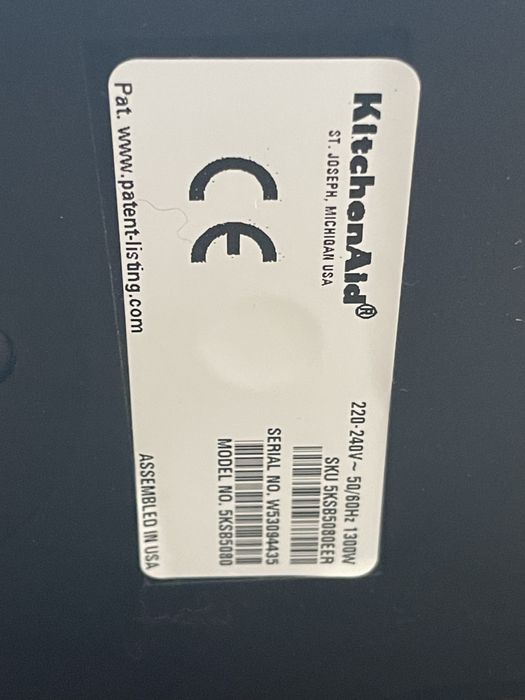 KitchenAid®
ST. JOSEPH, MICHIGAN USA
220-240V~ 50/60Hz 1300W
SKU 5KSB5080EER
SERIAL NO. W53094435
MODEL NO. 5KSB5080
CE
Pat. www.patent-listing.com
ASSEMBLED IN USA